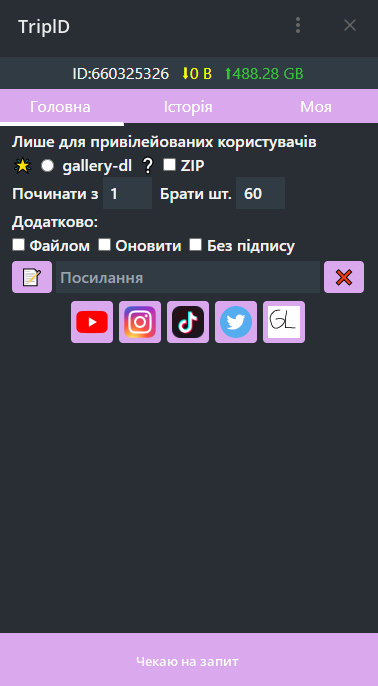 TriplD
ID:660325326 ⬇0 B ⬆488.28 GB
Головна Історія Моя
Лише для привілейованих користувачів
gallery-dl ? ZIP
Починати з 1 Брати шт. 60
Додатково:
Файлом Оновити Без підпису
Посилання
GL
Чекаю на запит